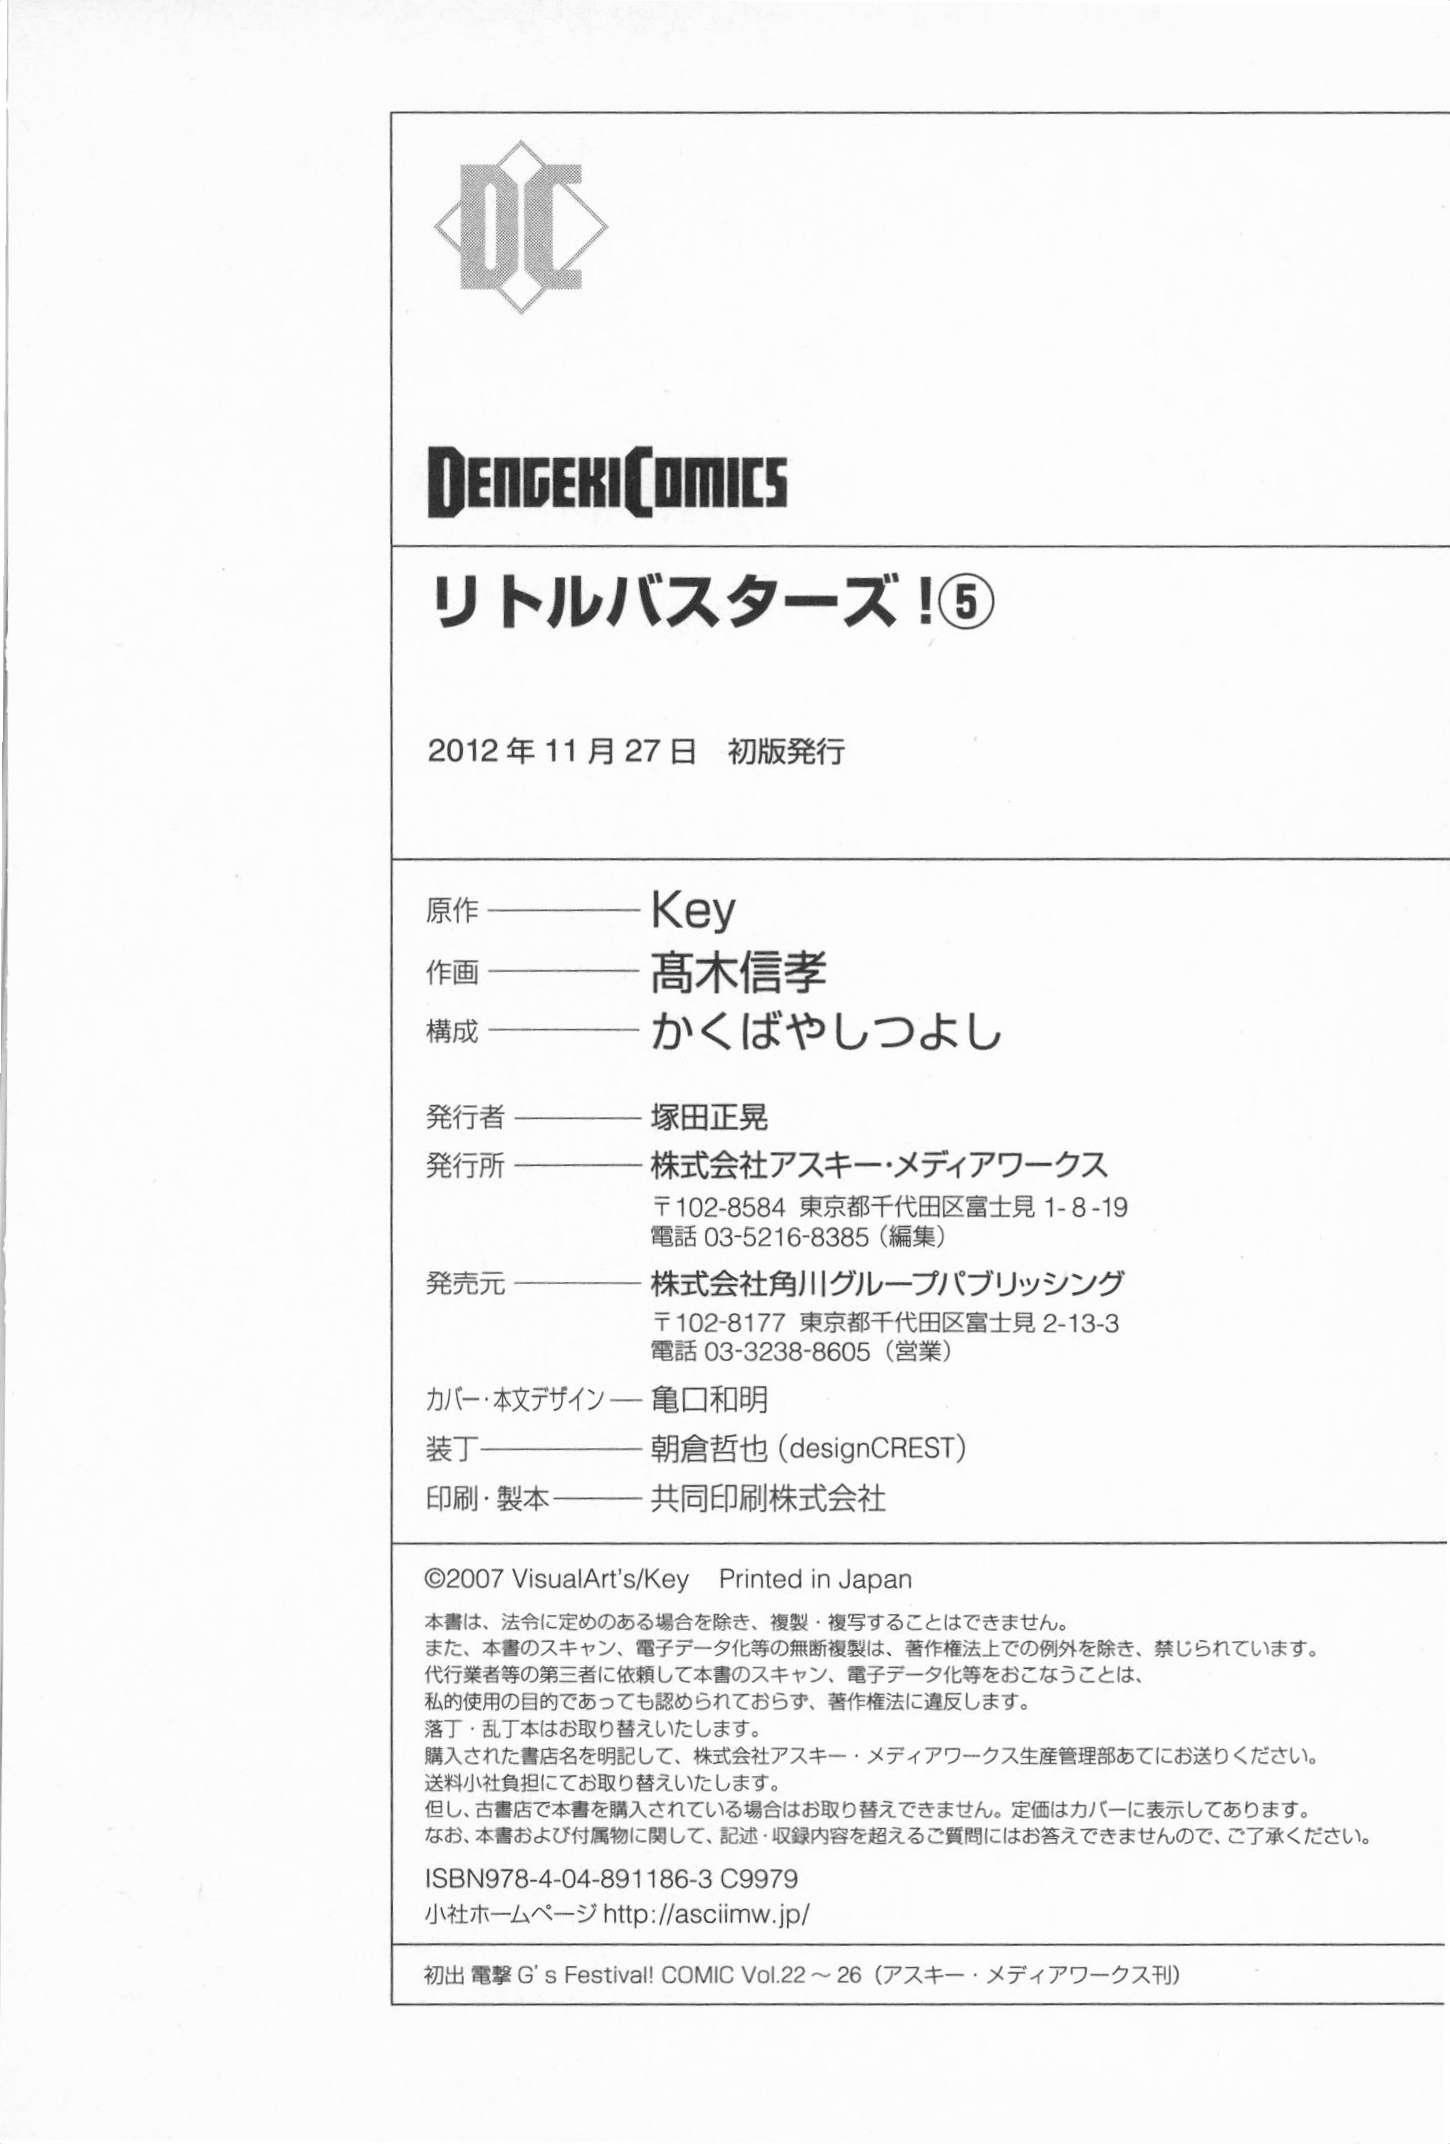 DC
DENGEKI COMICS
リトルバスターズ!⑤
2012年11月27日　初版発行
原作 Key
作画 髙木信孝
構成 かくばやしつよし
発行者 塚田正晃
発行所 株式会社アスキー・メディアワークス
〒102-8584 東京都千代田区富士見 1-8-19
電話 03-5216-8385（編集）
発売元 株式会社角川グループパブリッシング
〒102-8177 東京都千代田区富士見 2-13-3
電話 03-3238-8605（営業）
カバー・本文デザイン 亀口和明
装丁 朝倉哲也（designCREST）
印刷・製本 共同印刷株式会社
©2007 VisualArt's/Key　Printed in Japan
本書は、法令に定めのある場合を除き、複製・複写することはできません。
また、本書のスキャン、電子データ化等の無断複製は、著作権法上での例外を除き、禁じられています。
代行業者等の第三者に依頼して本書のスキャン、電子データ化等をおこなうことは、
私的使用の目的であっても認められておらず、著作権法に違反します。
落丁・乱丁本はお取り替えいたします。
購入された書店名を明記して、株式会社アスキー・メディアワークス生産管理部あてにお送りください。
送料小社負担にてお取り替えいたします。
但し、古書店で本書を購入されている場合はお取り替えできません。定価はカバーに表示してあります。
なお、本書および付属物に関して、記述・収録内容を超えるご質問にはお答えできませんので、ご了承ください。
ISBN978-4-04-891186-3 C9979
小社ホームページ http://asciimw.jp/
初出 電撃 G's Festival! COMIC Vol.22～26（アスキー・メディアワークス刊）